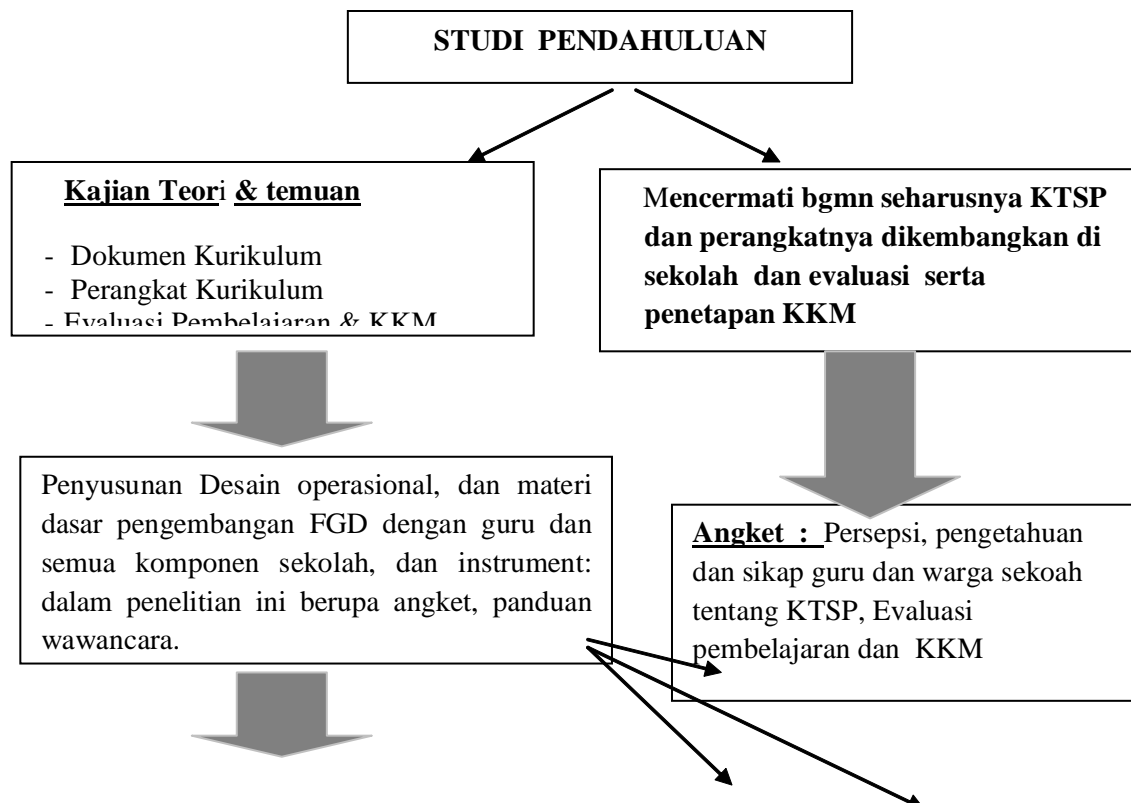 STUDI PENDAHULUAN
Kajian Teori & temuan
- Dokumen Kurikulum
- Perangkat Kurikulum
- Evaluasi Pembelajaran & KKM
Mencermati bgmn seharusnya KTSP
dan perangkatnya dikembangkan di
sekolah dan evaluasi serta
penetapan KKM
Penyusunan Desain operasional, dan materi
dasar pengembangan FGD dengan guru dan
semua komponen sekolah, dan instrument:
dalam penelitian ini berupa angket, panduan
wawancara.
Angket : Persepsi, pengetahuan
dan sikap guru dan warga sekoah
tentang KTSP, Evaluasi
pembelajaran dan KKM